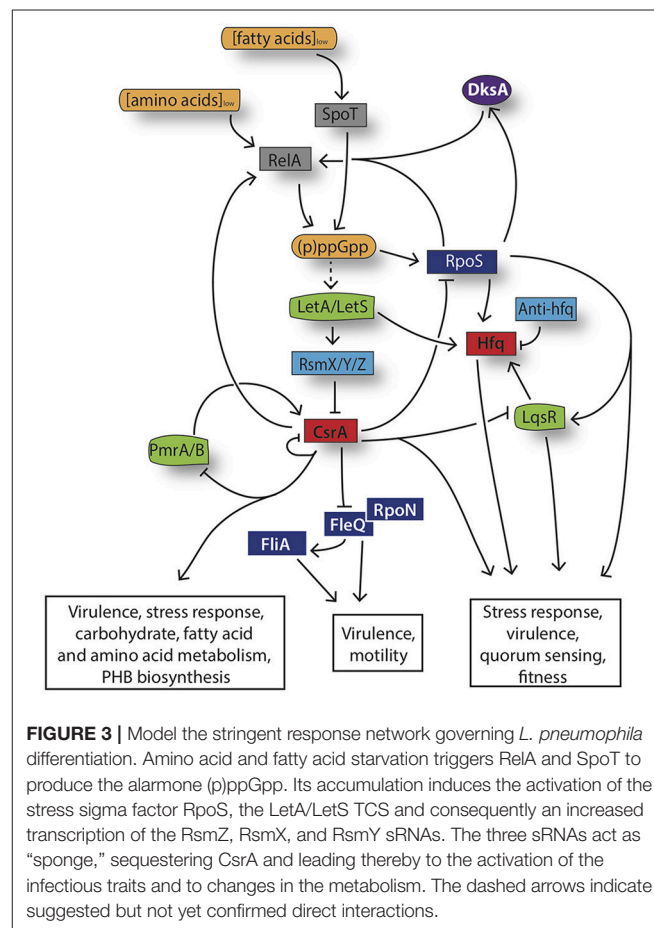 [fatty acids]low
[amino acids]low
DksA
SpoT
RelA
(p)ppGpp
RpoS
LetA/LetS
Anti-hfq
Hfq
RsmX/Y/Z
LqsR
CsrA
PmrA/B
RpoN
FleQ
FliA
Virulence, stress response,
carbohydrate, fatty acid
and amino acid metabolism,
PHB biosynthesis
Virulence,
motility
Stress response,
virulence,
quorum sensing,
fitness
FIGURE 3 | Model the stringent response network governing L. pneumophila
differentiation. Amino acid and fatty acid starvation triggers RelA and SpoT to
produce the alarmone (p)ppGpp. Its accumulation induces the activation of the
stress sigma factor RpoS, the LetA/LetS TCS and consequently an increased
transcription of the RsmZ, RsmX, and RsmY sRNAs. The three sRNAs act as
“sponge,” sequestering CsrA and leading thereby to the activation of the
infectious traits and to changes in the metabolism. The dashed arrows indicate
suggested but not yet confirmed direct interactions.